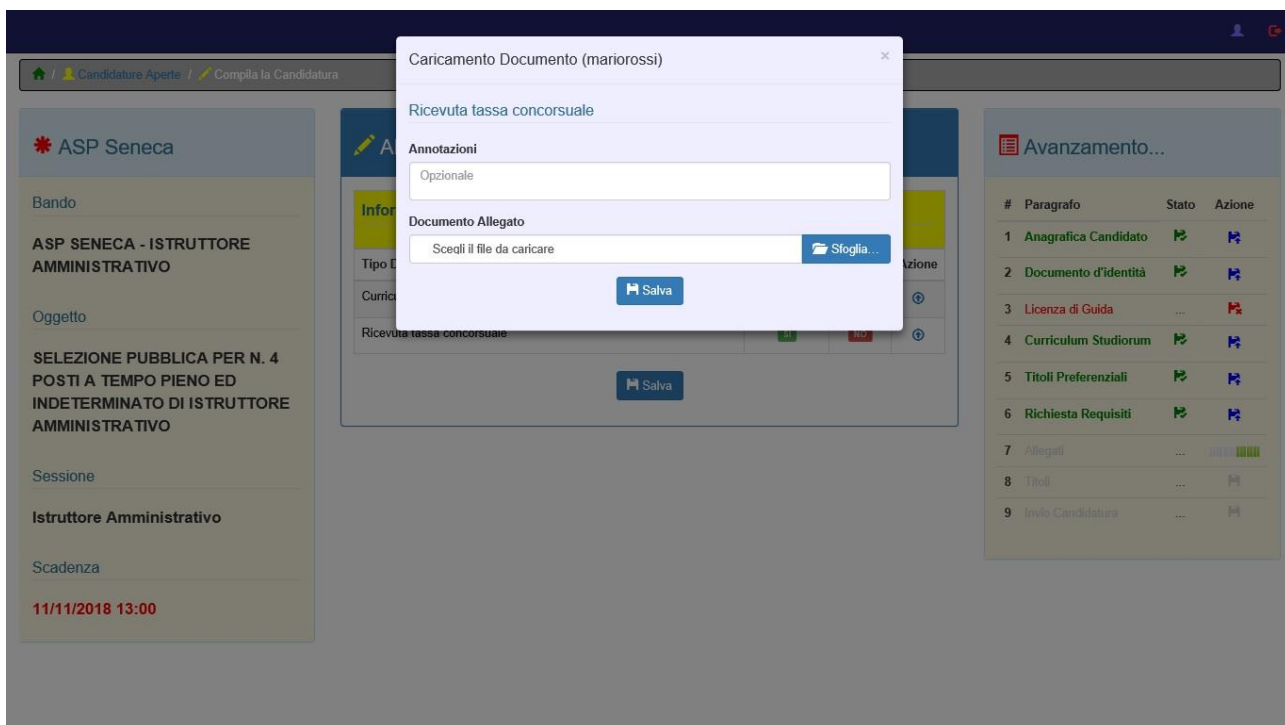 Caricamento Documento (mariorossi)
×
Ricevuta tassa concorsuale
Annotazioni
Opzionale
Documento Allegato
Scegli il file da caricare
Sfoglia...
Salva
/ Candidature Aperte / Compila la Candidatura
ASP Seneca
Bando
ASP SENECA - ISTRUTTORE
AMMINISTRATIVO
Oggetto
SELEZIONE PUBBLICA PER N. 4
POSTI A TEMPO PIENO ED
INDETERMINATO DI ISTRUTTORE
AMMINISTRATIVO
Sessione
Istruttore Amministrativo
Scadenza
11/11/2018 13:00
Azione
Ricevuta tassa concorsuale SI NO
Salva
Avanzamento...
# Paragrafo Stato Azione
1 Anagrafica Candidato
2 Documento d'identità
3 Licenza di Guida ...
4 Curriculum Studiorum
5 Titoli Preferenziali
6 Richiesta Requisiti
7 Allegati ...
8 Titoli ...
9 Invio Candidatura ...